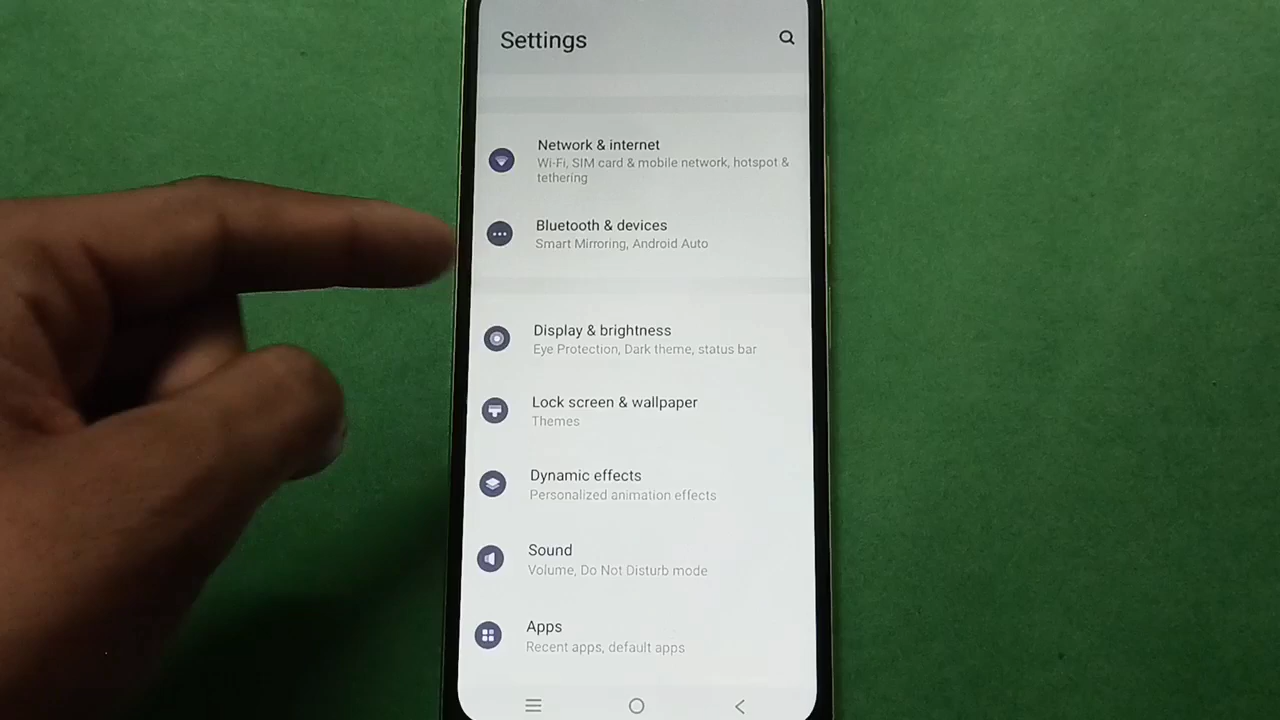 Settings
Network & internet
Wi-Fi, SIM card & mobile network, hotspot &
tethering
Bluetooth & devices
Smart Mirroring, Android Auto
Display & brightness
Eye Protection, Dark theme, status bar
Lock screen & wallpaper
Themes
Dynamic effects
Personalized animation effects
Sound
Volume, Do Not Disturb mode
Apps
Recent apps, default apps